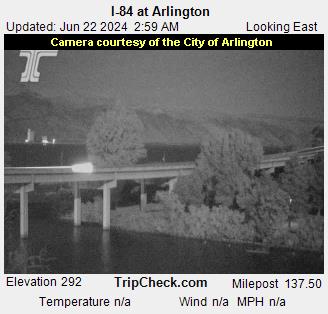 I-84 at Arlington
Updated: Jun 22 2024 2:59 AM Looking East
Camera courtesy of the City of Arlington
Elevation 292 TripCheck.com Milepost 137.50
Temperature n/a Wind n/a MPH n/a